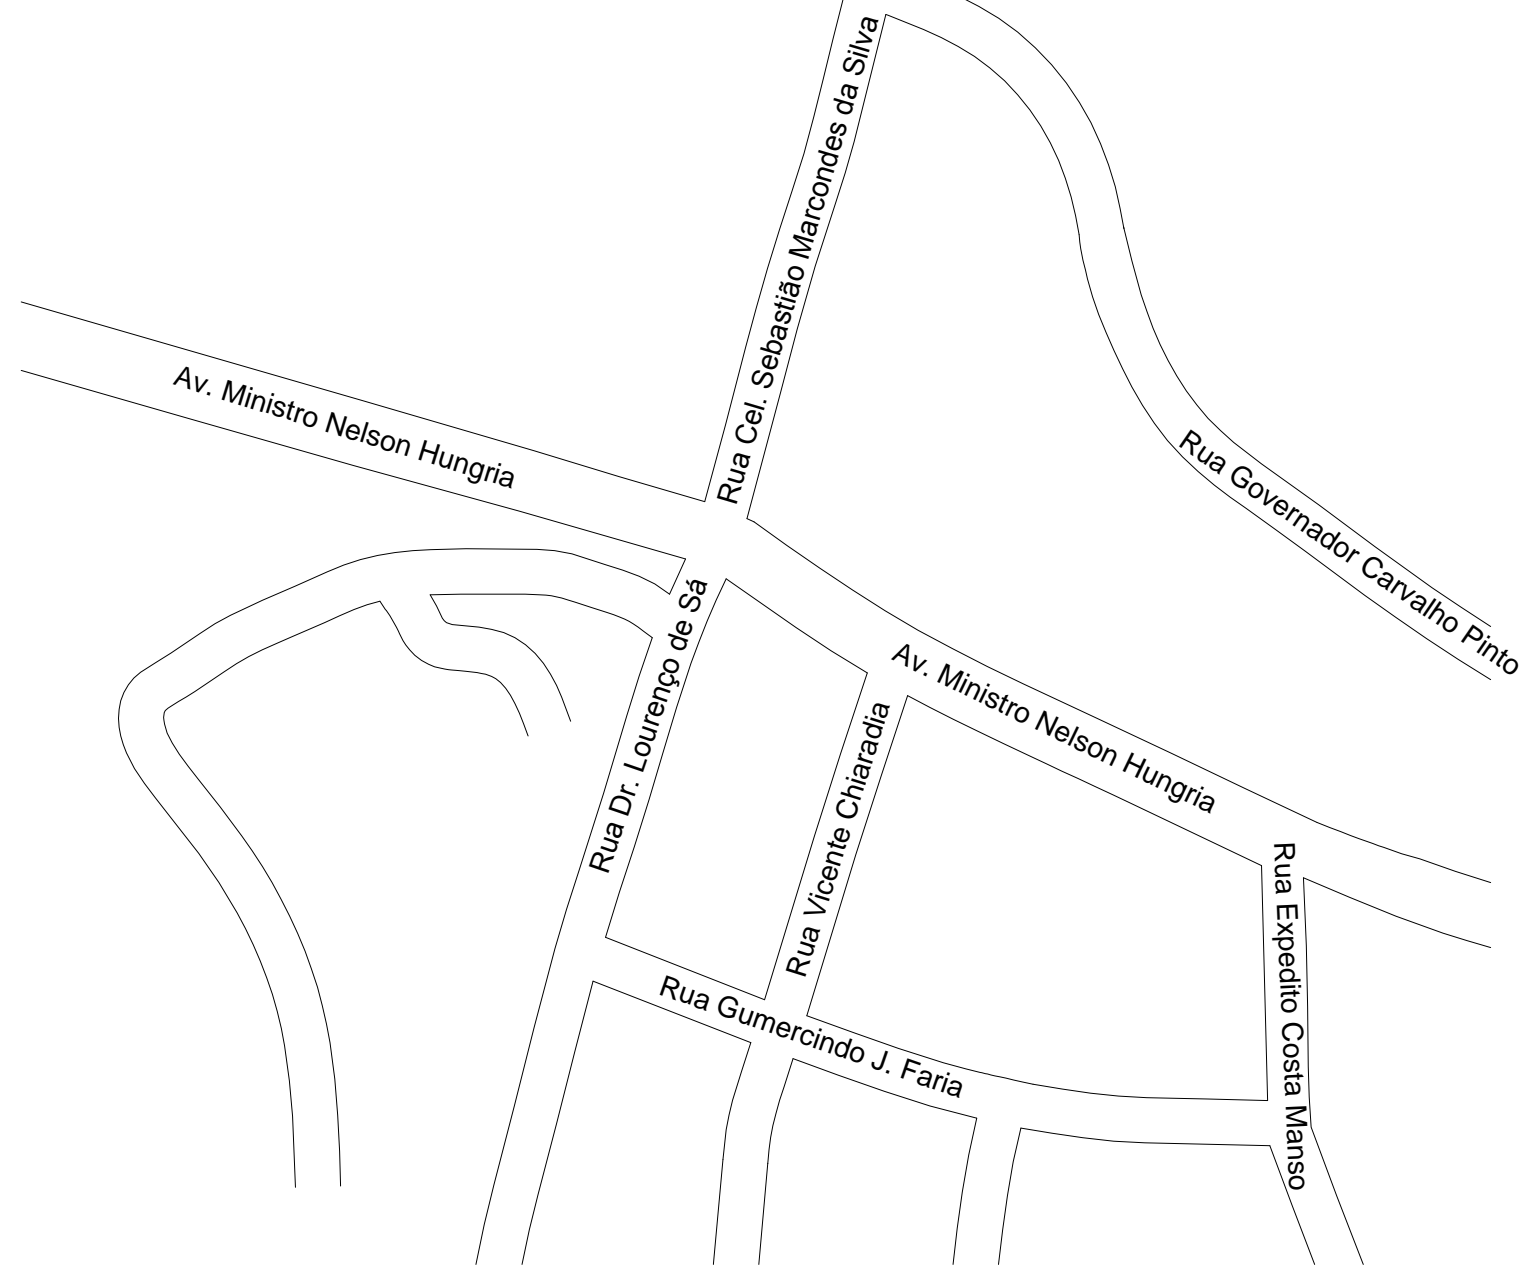 Rua Cel. Sebastião Marcondes da Silva
Av. Ministro Nelson Hungria
Rua Governador Carvalho Pinto
Rua Dr. Lourenço de Sá
Av. Ministro Nelson Hungria
Rua Vicente Chiaradia
Rua Expedito Costa Manso
Rua Gumercindo J. Faria